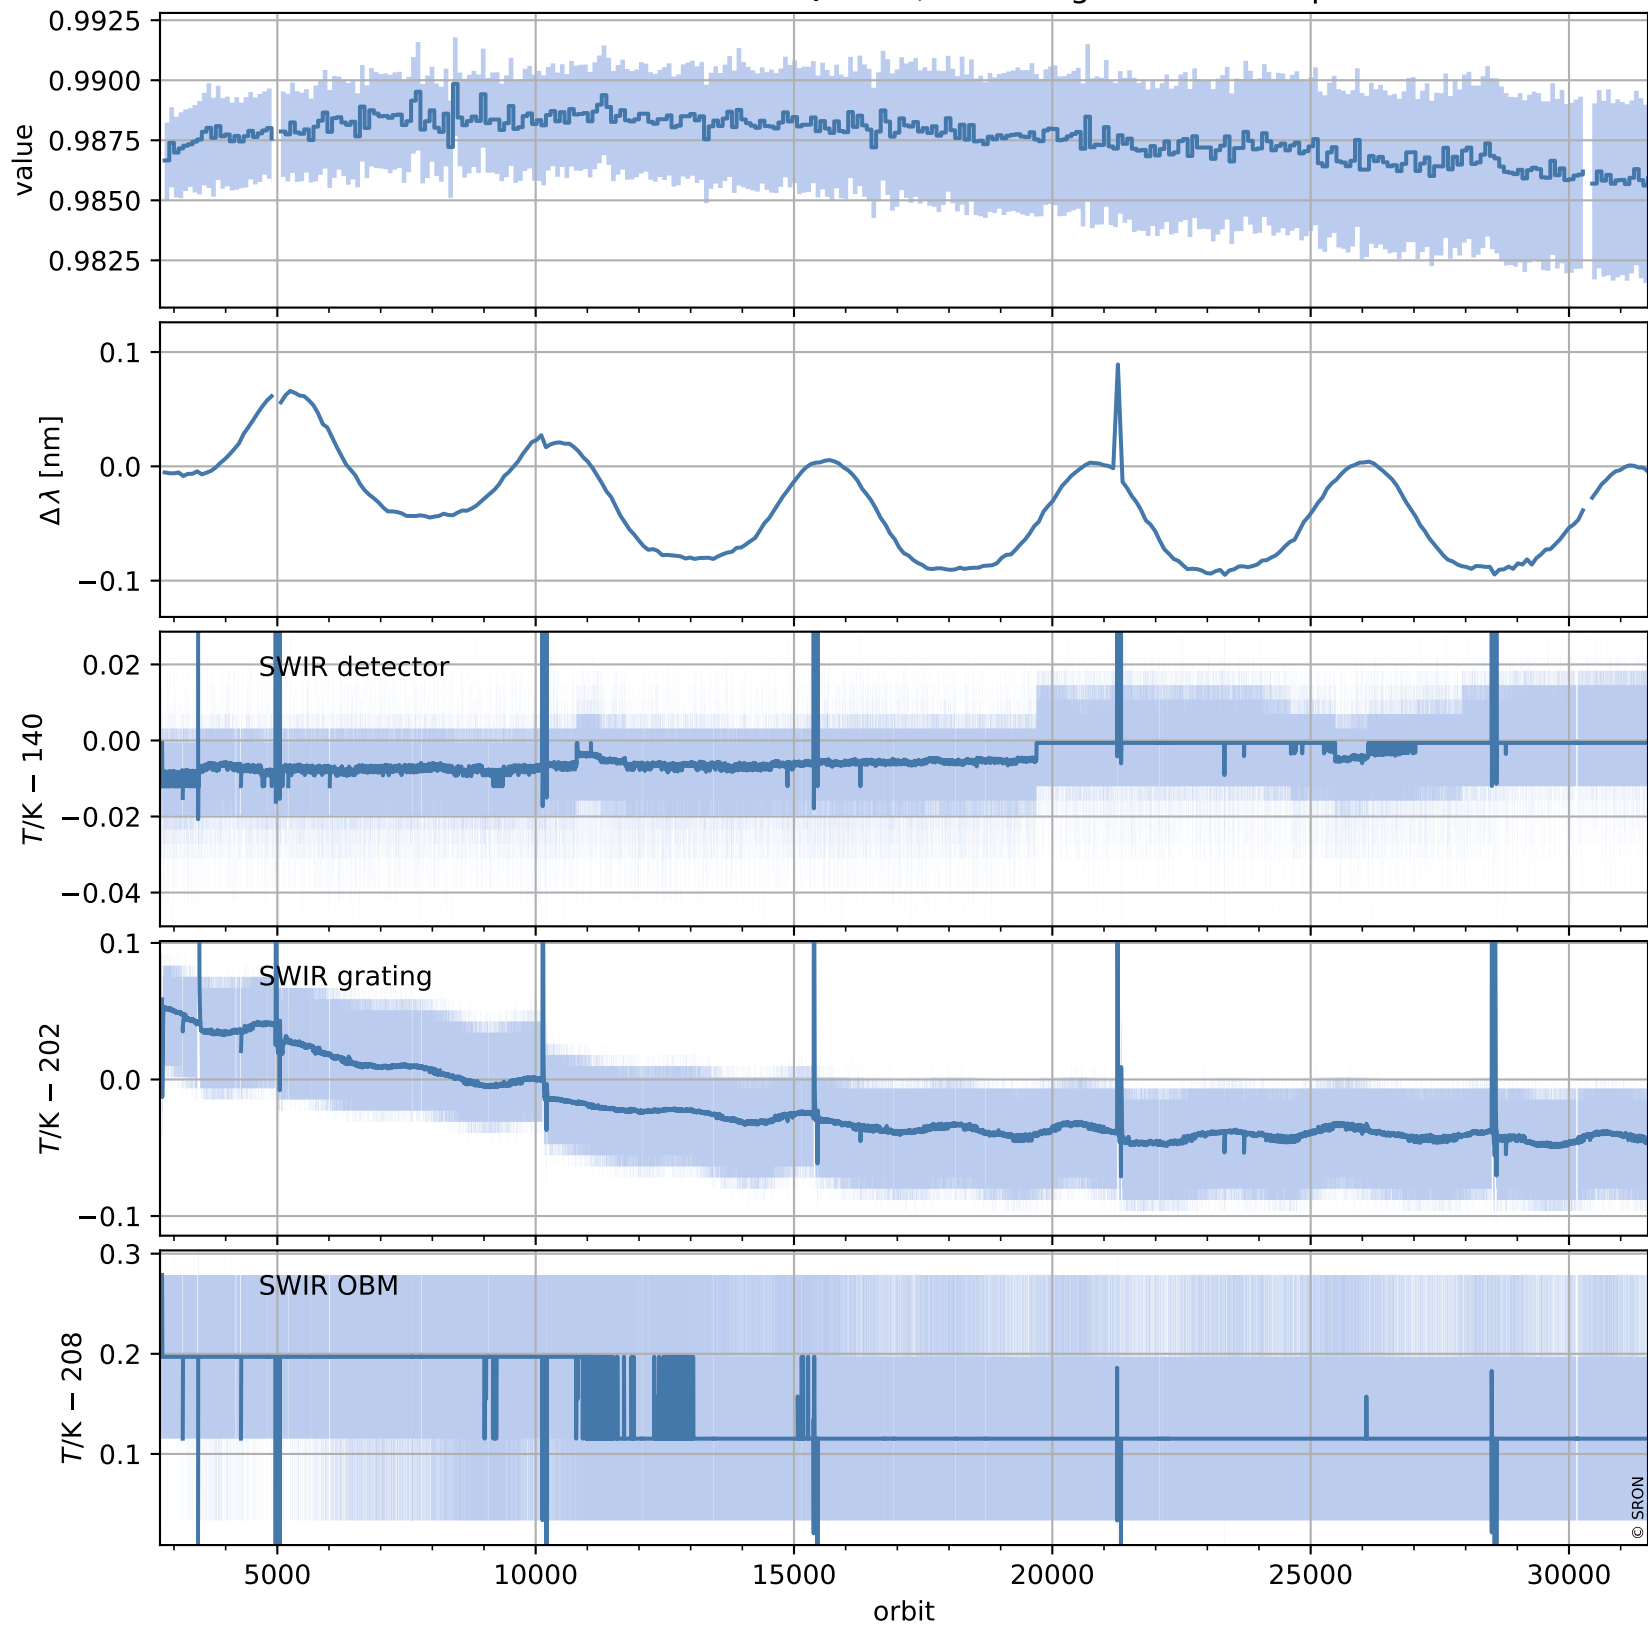 0.9925
0.9900
0.9875
0.9850
0.9825
value
0.1
0.0
−0.1
Δλ [nm]
SWIR detector
0.02
0.00
−0.02
−0.04
T/K − 140
SWIR grating
0.1
0.0
−0.1
T/K − 202
SWIR OBM
0.3
0.2
0.1
T/K − 208
© SRON
5000 10000 15000 20000 25000 30000
orbit